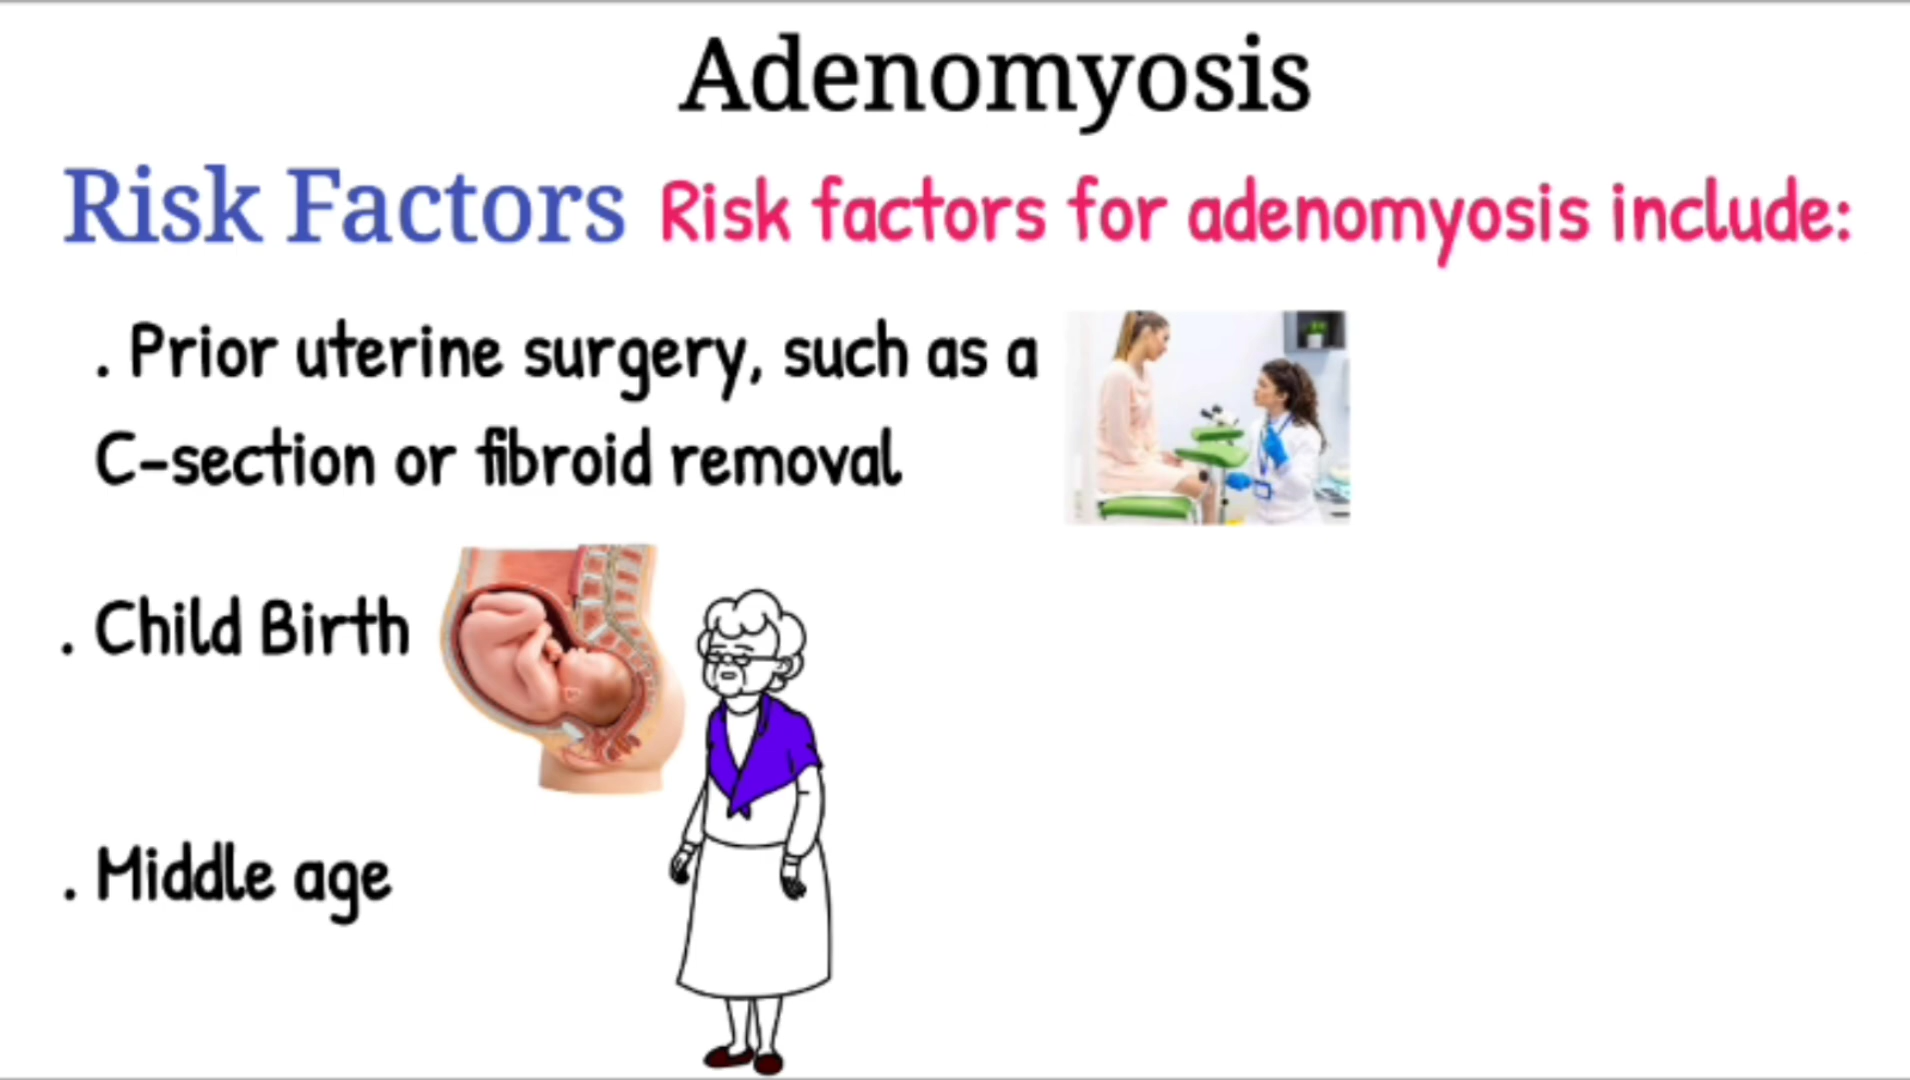 Adenomyosis
Risk Factors Risk factors for adenomyosis include:
. Prior uterine surgery, such as a
C-section or fibroid removal
. Child Birth
. Middle age